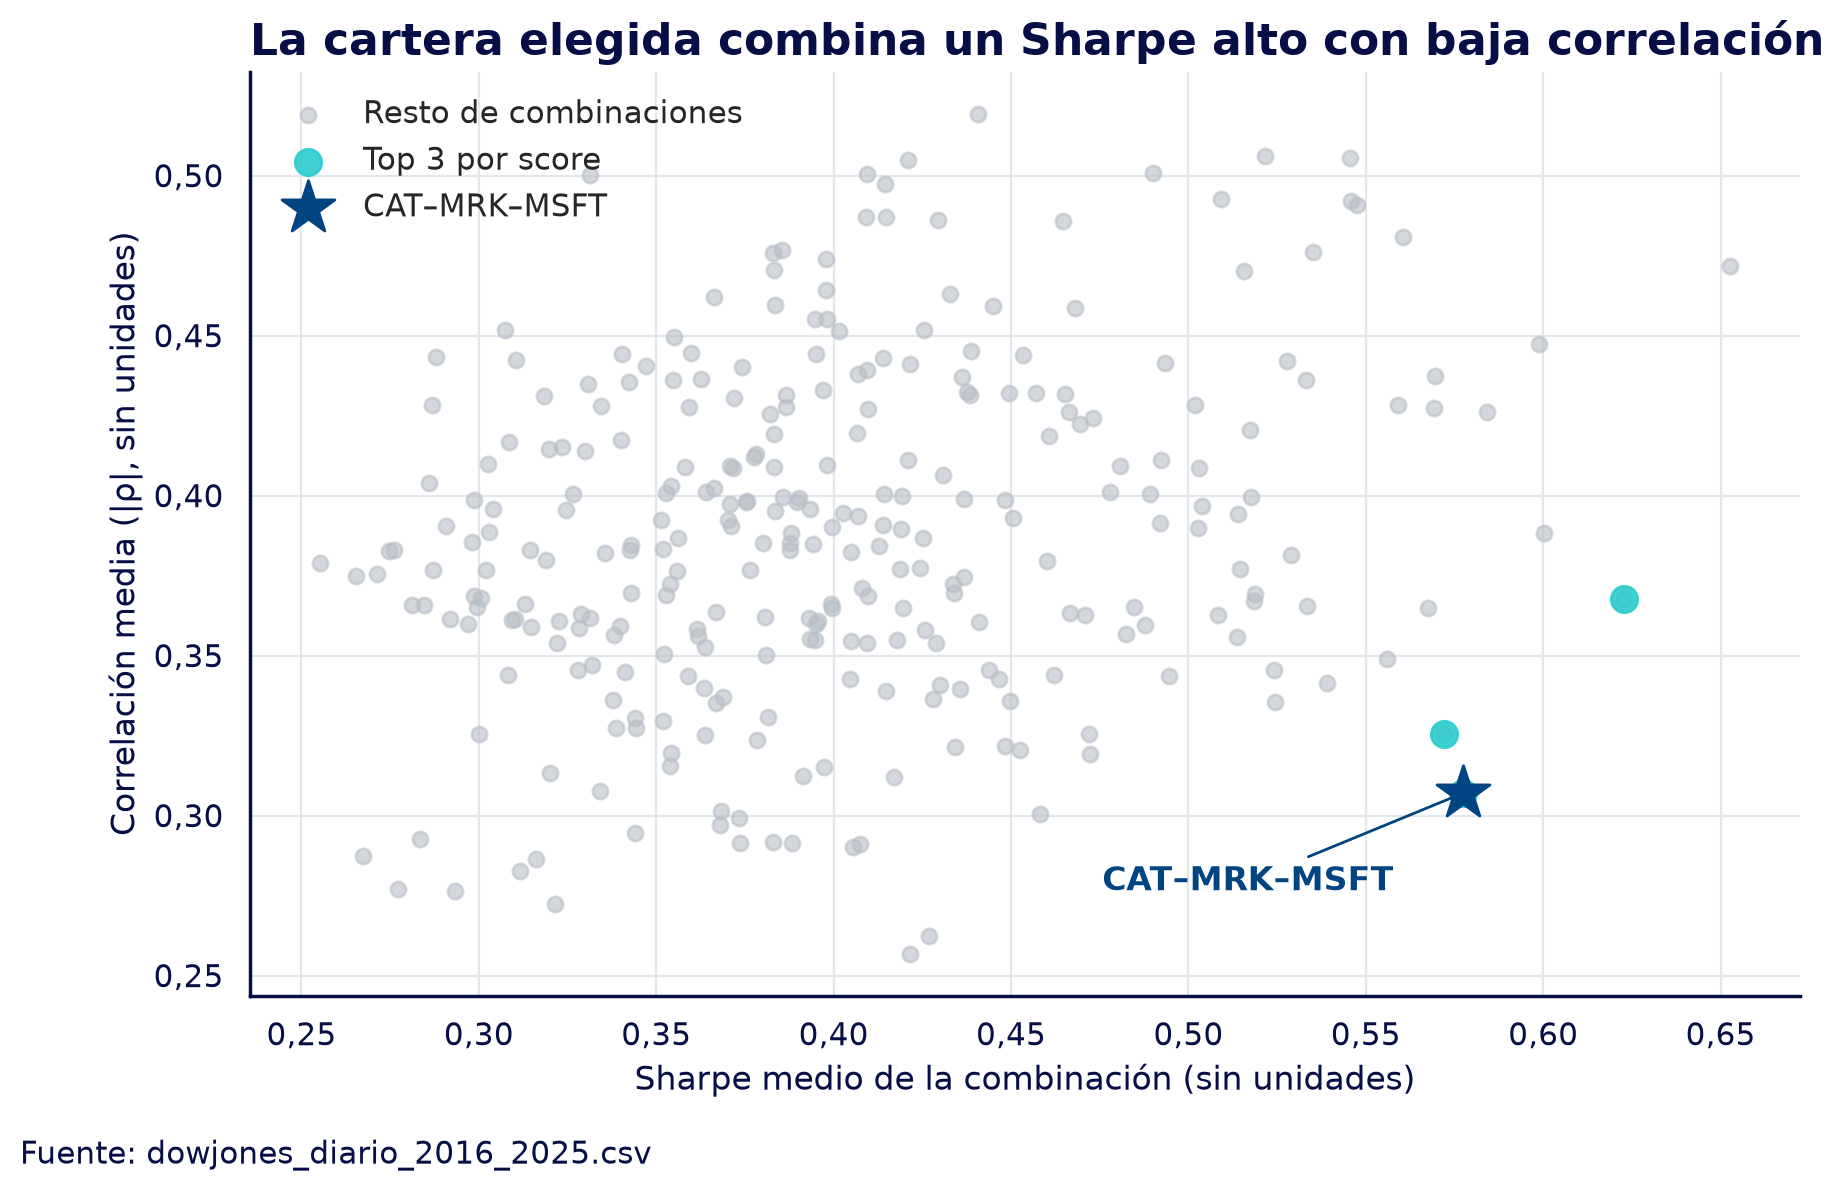 La cartera elegida combina un Sharpe alto con baja correlación
Resto de combinaciones
Top 3 por score
CAT–MRK–MSFT
Correlación media (|ρ|, sin unidades)
0,50
0,45
0,40
0,35
0,30
0,25
CAT–MRK–MSFT
0,25 0,30 0,35 0,40 0,45 0,50 0,55 0,60 0,65
Sharpe medio de la combinación (sin unidades)
Fuente: dowjones_diario_2016_2025.csv